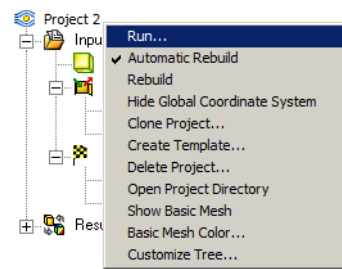 Project 2
Inpu
Run...
Automatic Rebuild
Rebuild
Hide Global Coordinate System
Clone Project...
Create Template...
Delete Project...
Open Project Directory
Show Basic Mesh
Basic Mesh Color...
Customize Tree...
Resu